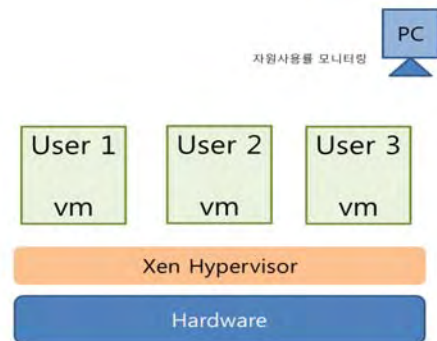 PC
자원사용률 모니터링
User 1
vm
User 2
vm
User 3
vm
Xen Hypervisor
Hardware